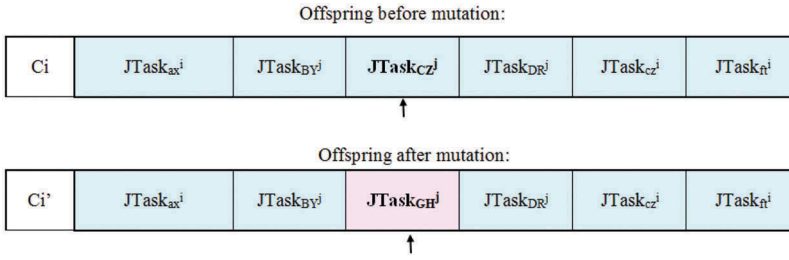 Offspring before mutation:
Ci JTaskaxⁱ JTaskBYʲ JTaskCZʲ JTaskDRʲ JTaskczⁱ JTaskftⁱ
Offspring after mutation:
Ci' JTaskaxⁱ JTaskBYʲ JTaskGHʲ JTaskDRʲ JTaskczⁱ JTaskftⁱ